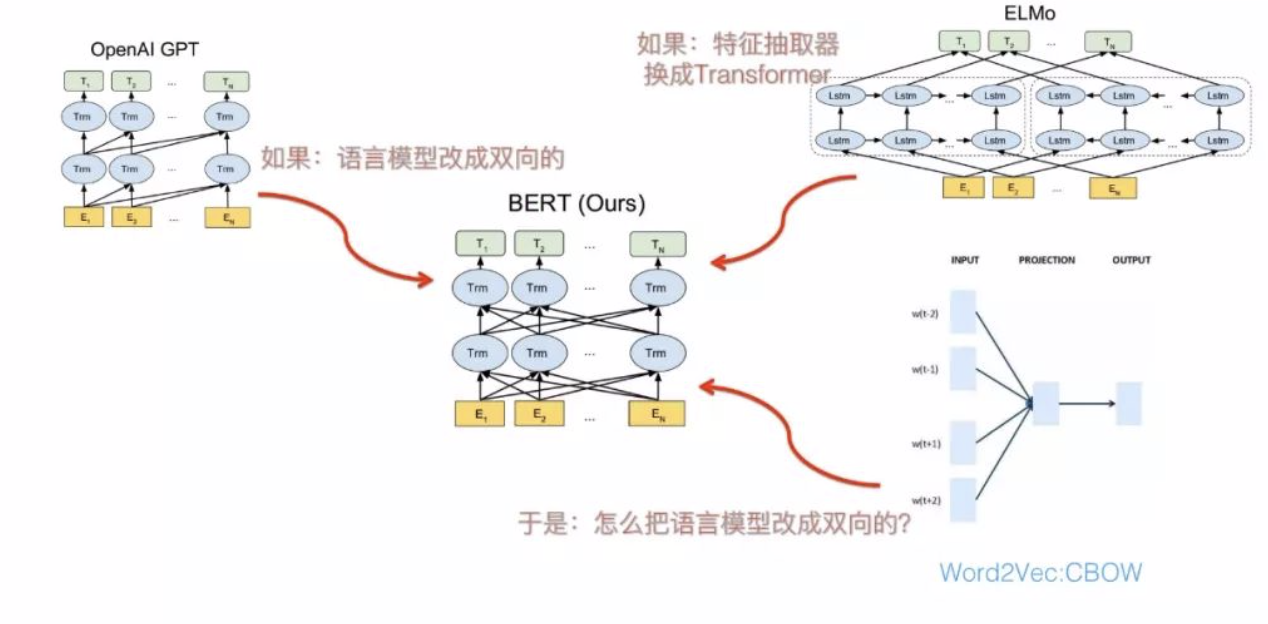 OpenAI GPT
T1 T2 ... TN
Trm Trm ... Trm
Trm Trm ... Trm
E1 E2 ... EN
如果:语言模型改成双向的
ELMo
如果:特征抽取器
换成Transformer
T1 T2 ... TN
Lstm Lstm ... Lstm Lstm Lstm ... Lstm
Lstm Lstm ... Lstm Lstm Lstm ... Lstm
E1 E2 ... EN
BERT (Ours)
T1 T2 ... TN
Trm Trm ... Trm
Trm Trm ... Trm
E1 E2 ... EN
INPUT PROJECTION OUTPUT
w(t-2)
w(t-1)
w(t+1)
w(t+2)
于是:怎么把语言模型改成双向的?
Word2Vec:CBOW